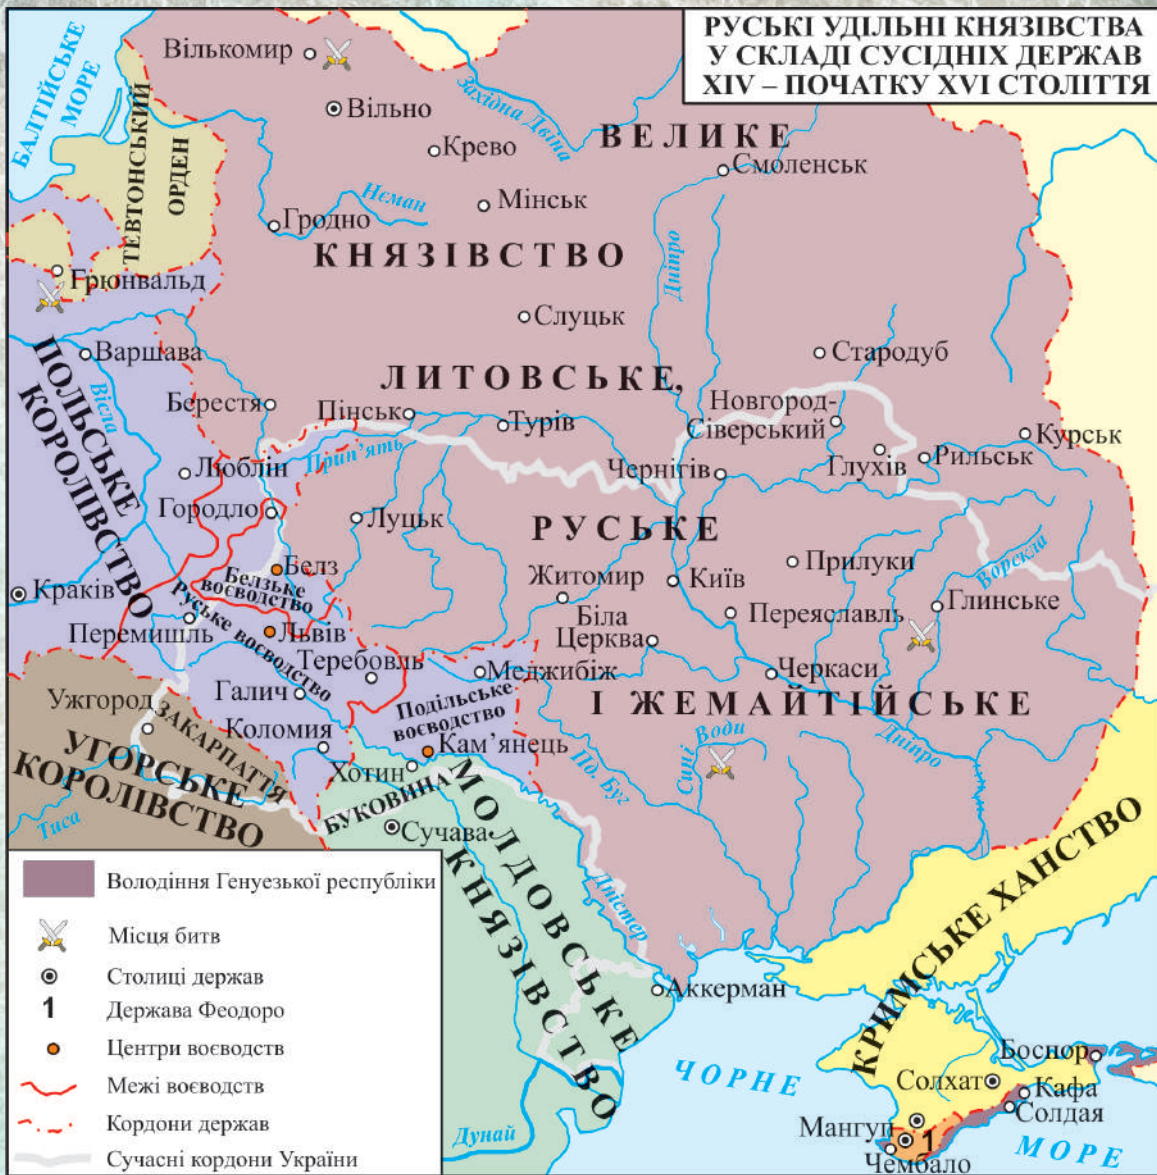 РУСЬКІ УДІЛЬНІ КНЯЗІВСТВА
У СКЛАДІ СУСІДНІХ ДЕРЖАВ
XIV – ПОЧАТКУ XVI СТОЛІТТЯ
БАЛТІЙСЬКЕ
МОРЕ
ТЕВТОНСЬКИЙ
ОРДЕН
Вількомир
Вільно
Західна Двіна
Крево
ВЕЛИКЕ
Смоленськ
Мінськ
Нєман
Гродно
КНЯЗІВСТВО
Дніпро
Грюнвальд
Слуцьк
Варшава
Стародуб
ПОЛЬСЬКЕ
КОРОЛІВСТВО
Вісла
ЛИТОВСЬКЕ,
Берестя
Пінськ
Турів
Новгород-
Сіверський
Курськ
Прип’ять
Люблін
Чернігів
Глухів
Рильськ
Городло
Луцьк
РУСЬКЕ
Ворскла
Белз
Белзьке
воєводство
Прилуки
Житомир
Київ
Краків
Руське воєводство
Біла
Церква
Переяславль
Глинське
Перемишль
Львів
Теребовль
Меджибіж
Черкаси
Ужгород
Галич
Подільське
воєводство
І ЖЕМАЙТІЙСЬКЕ
ЗАКАРПАТТЯ
Коломия
Кам’янець
Сині Води
Дніпро
Пд. Буг
УГОРСЬКЕ
КОРОЛІВСТВО
Хотин
БУКОВИНА
Тиса
Сучава
МОЛДОВСЬКЕ
КНЯЗІВСТВО
Дністер
КРИМСЬКЕ ХАНСТВО
Аккерман
Дунай
ЧОРНЕ
МОРЕ
Боспор
Солхат
Кафа
Солдая
Мангуп
1
Чембало
Володіння Генуезької республіки
Місця битв
Столиці держав
1 Держава Феодоро
Центри воєводств
Межі воєводств
Кордони держав
Сучасні кордони України